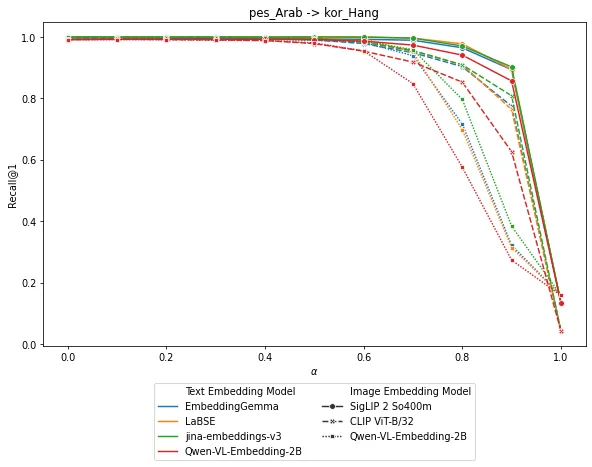 pes_Arab -> kor_Hang
Recall@1
1.0
0.8
0.6
0.4
0.2
0.0
0.0 0.2 0.4 0.6 0.8 1.0
α
Text Embedding Model
EmbeddingGemma
LaBSE
jina-embeddings-v3
Qwen-VL-Embedding-2B
Image Embedding Model
SigLIP 2 So400m
CLIP ViT-B/32
Qwen-VL-Embedding-2B